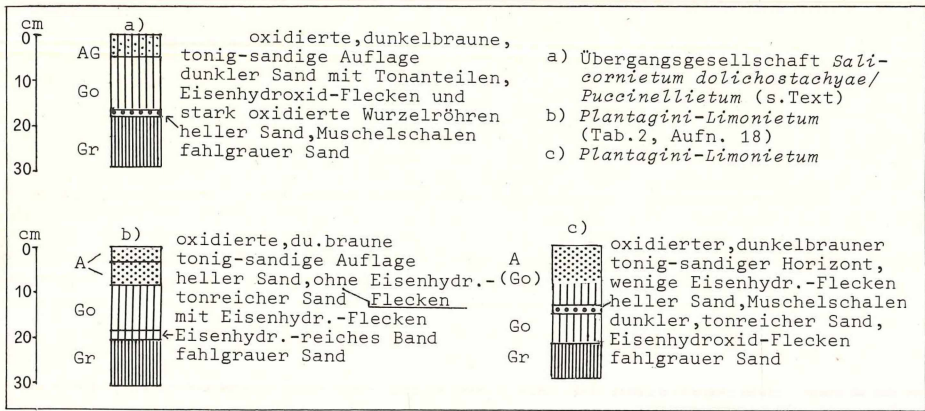 cm
0
10
20
30
a)
AG
Go
Gr
oxidierte,dunkelbraune,
tonig-sandige Auflage
dunkler Sand mit Tonanteilen,
Eisenhydroxid-Flecken und
stark oxidierte Wurzelröhren
heller Sand,Muschelschalen
fahlgrauer Sand
a) Übergangsgesellschaft Sali-
cornietum dolichostachyae/
Puccinellietum (s.Text)
b) Plantagini-Limonietum
(Tab.2, Aufn. 18)
c) Plantagini-Limonietum
cm
0
10
20
30
b)
A
Go
Gr
oxidierte,du.braune
tonig-sandige Auflage
heller Sand,ohne Eisenhydr.-
tonreicher Sand Flecken
mit Eisenhydr.-Flecken
Eisenhydr.-reiches Band
fahlgrauer Sand
c)
A
(Go)
Go
Gr
oxidierter,dunkelbrauner
tonig-sandiger Horizont,
wenige Eisenhydr.-Flecken
heller Sand,Muschelschalen
dunkler,tonreicher Sand,
Eisenhydroxid-Flecken
fahlgrauer Sand